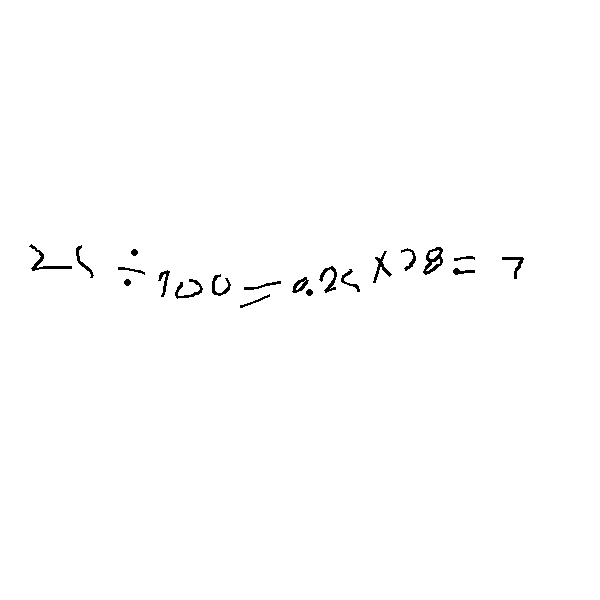 25 ÷ 100 = 0.25 × 28 = 7